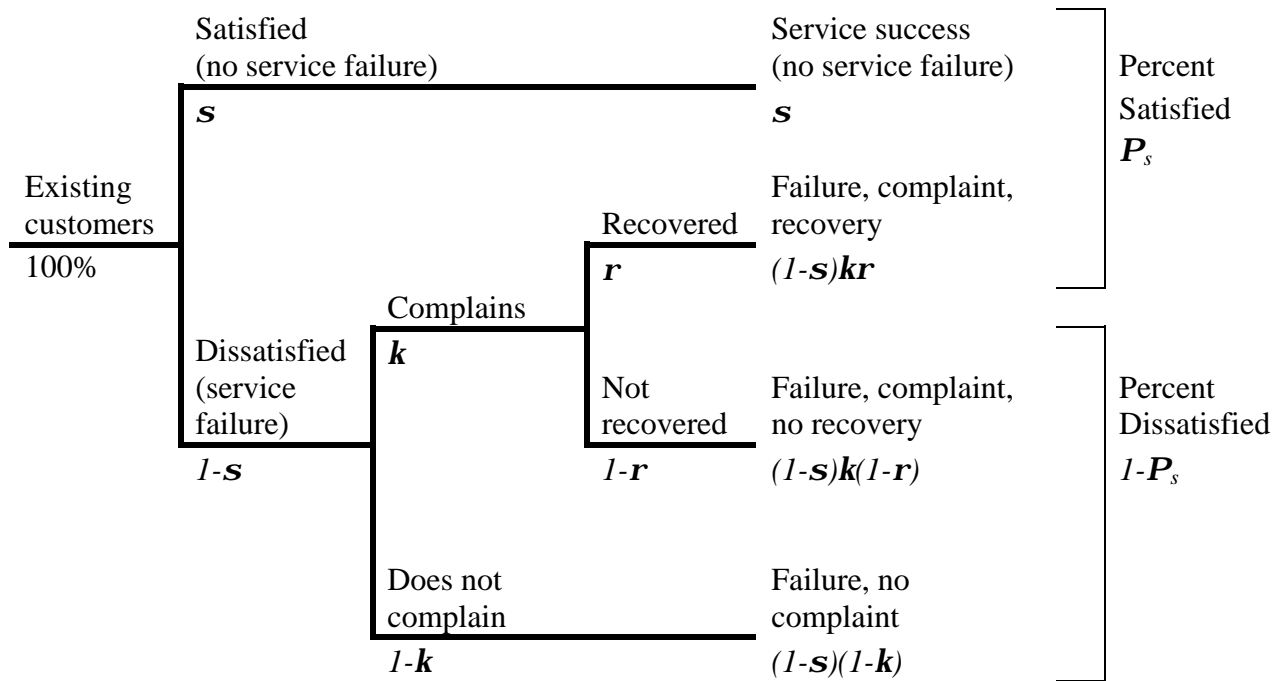 Satisfied
(no service failure)
s
Service success
(no service failure)
s
Percent
Satisfied
Ps
Existing
customers
100%
Recovered
r
Failure, complaint,
recovery
(1-s)kr
Complains
k
Dissatisfied
(service
failure)
1-s
Not
recovered
1-r
Failure, complaint,
no recovery
(1-s)k(1-r)
Percent
Dissatisfied
1-Ps
Does not
complain
1-k
Failure, no
complaint
(1-s)(1-k)